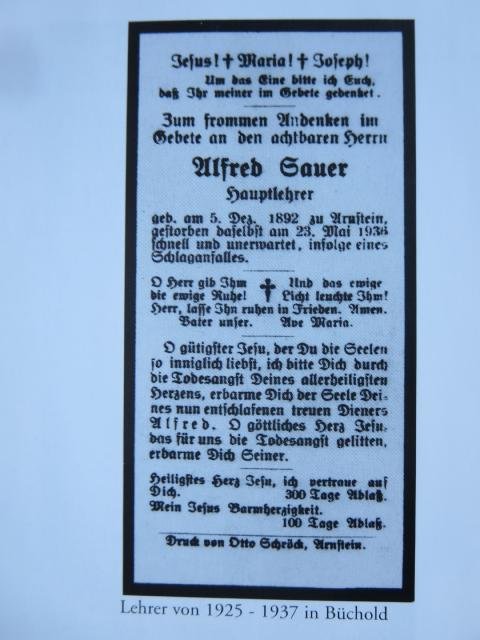 Jesus! † Maria! † Joseph!
Um das Eine bitte ich Euch,
daß Ihr meiner im Gebete gedenket.
Zum frommen Andenken im
Gebete an den achtbaren Herrn
Alfred Sauer
Hauptlehrer
geb. am 5. Dez. 1892 zu Arnstein,
gestorben daselbst am 23. Mai 1936
schnell und unerwartet, infolge eines
Schlaganfalles.
O Herr gib Ihm † Und das ewige
die ewige Ruhe! Licht leuchte Ihm!
Herr, lasse Ihn ruhen in Frieden. Amen.
Vater unser. Ave Maria.
O gütigster Jesu, der Du die Seelen
so inniglich liebst, ich bitte Dich durch
die Todesangst Deines allerheiligsten
Herzens, erbarme Dich der Seele Dei-
nes nun entschlafenen treuen Dieners
Alfred. O göttliches Herz Jesu,
das für uns die Todesangst gelitten,
erbarme Dich Seiner.
Heiligstes Herz Jesu, ich vertraue auf
Dich. 300 Tage Ablaß.
Mein Jesus Barmherzigkeit.
100 Tage Ablaß.
Druck von Otto Schröck, Arnstein.
Lehrer von 1925 - 1937 in Büchold